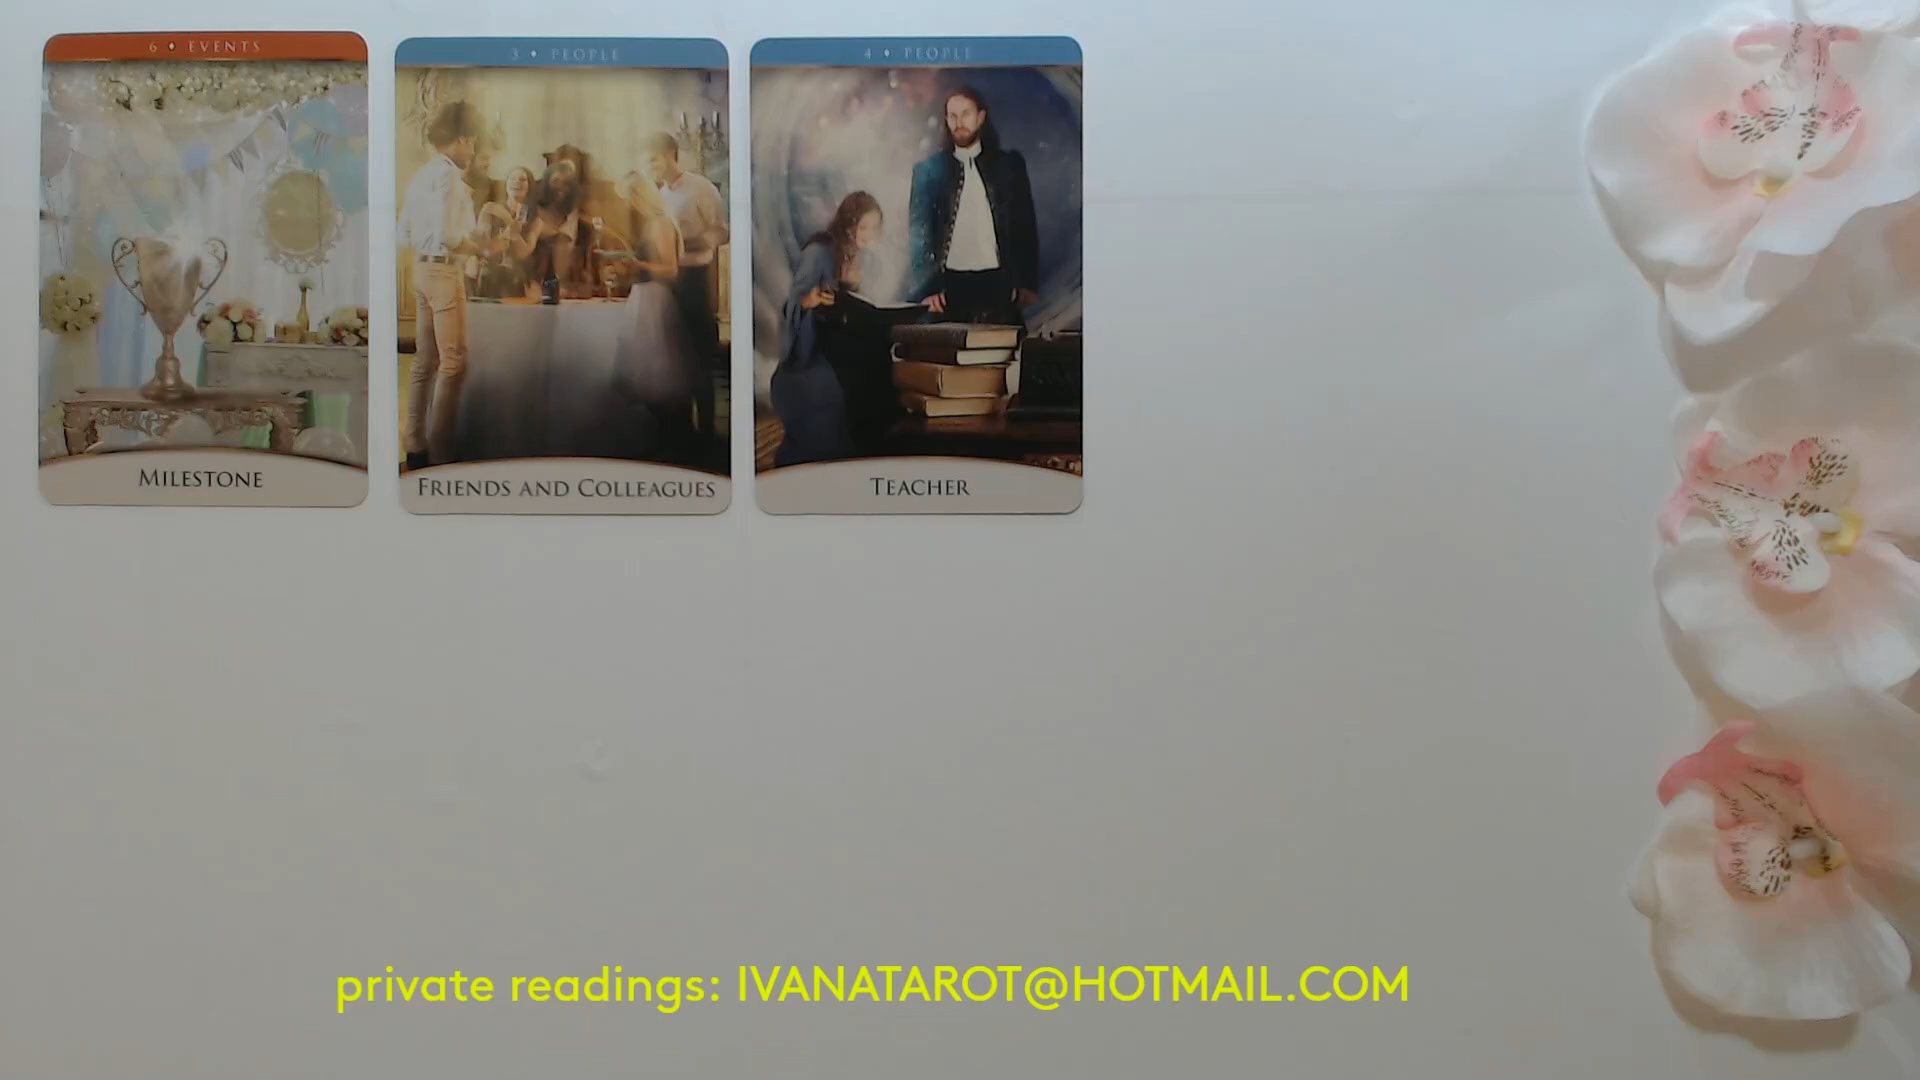 6 • EVENTS
3 • PEOPLE
4 • PEOPLE
MILESTONE
FRIENDS AND COLLEAGUES
TEACHER
private readings: IVANATAROT@HOTMAIL.COM